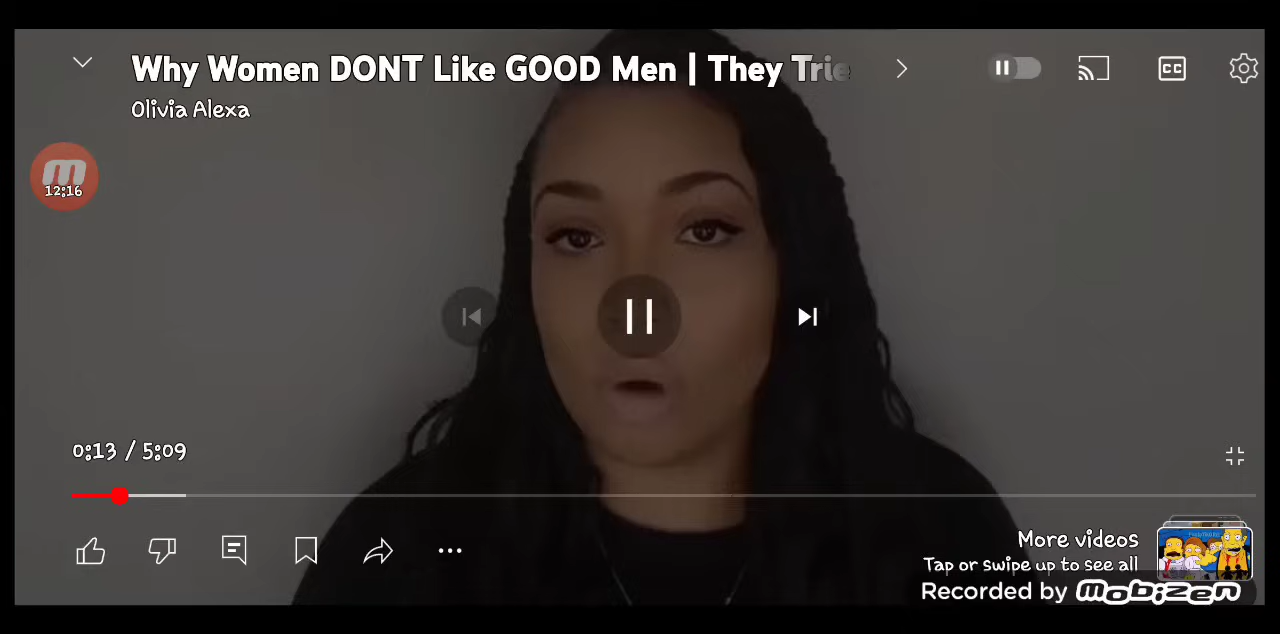 Why Women DONT Like GOOD Men | They Trie
Olivia Alexa
CC
m
12:16
0:13 / 5:09
More videos
Tap or swipe up to see all
Recorded by mobizen